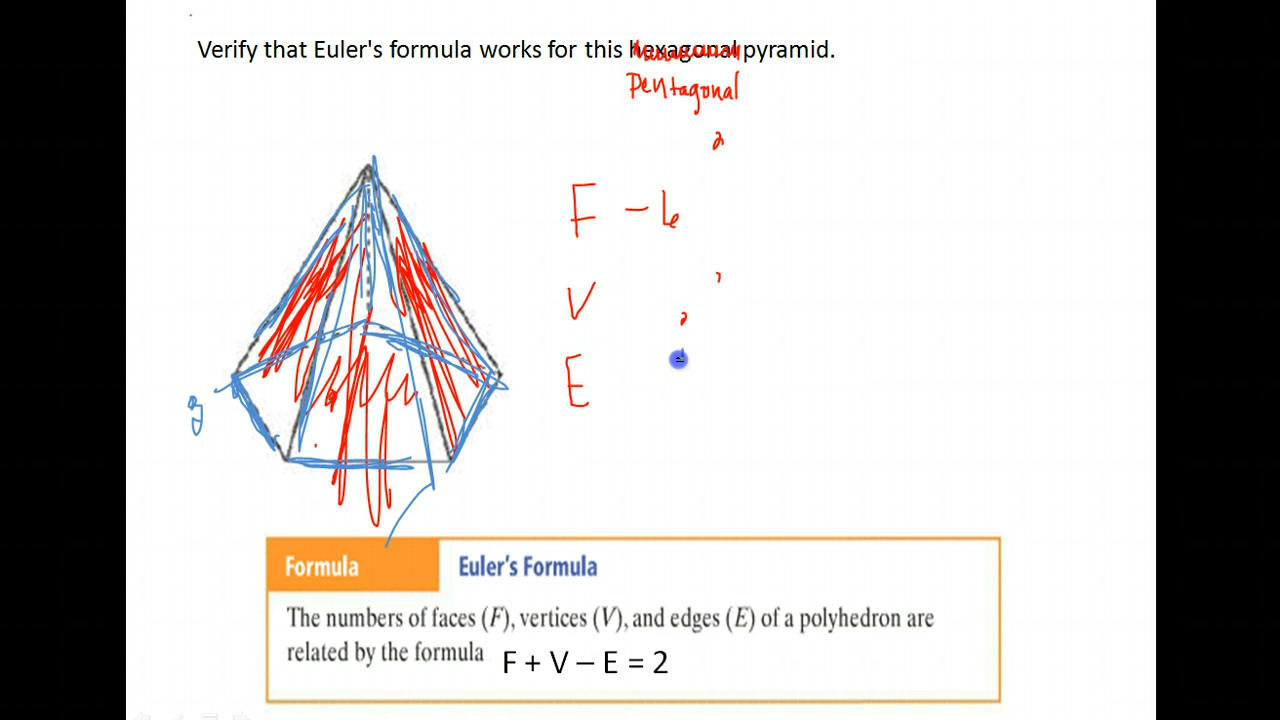 Verify that Euler's formula works for this hexagonal pyramid.
Pentagonal
F - 6
V
E
Formula Euler's Formula
The numbers of faces (F), vertices (V), and edges (E) of a polyhedron are
related by the formula F + V – E = 2